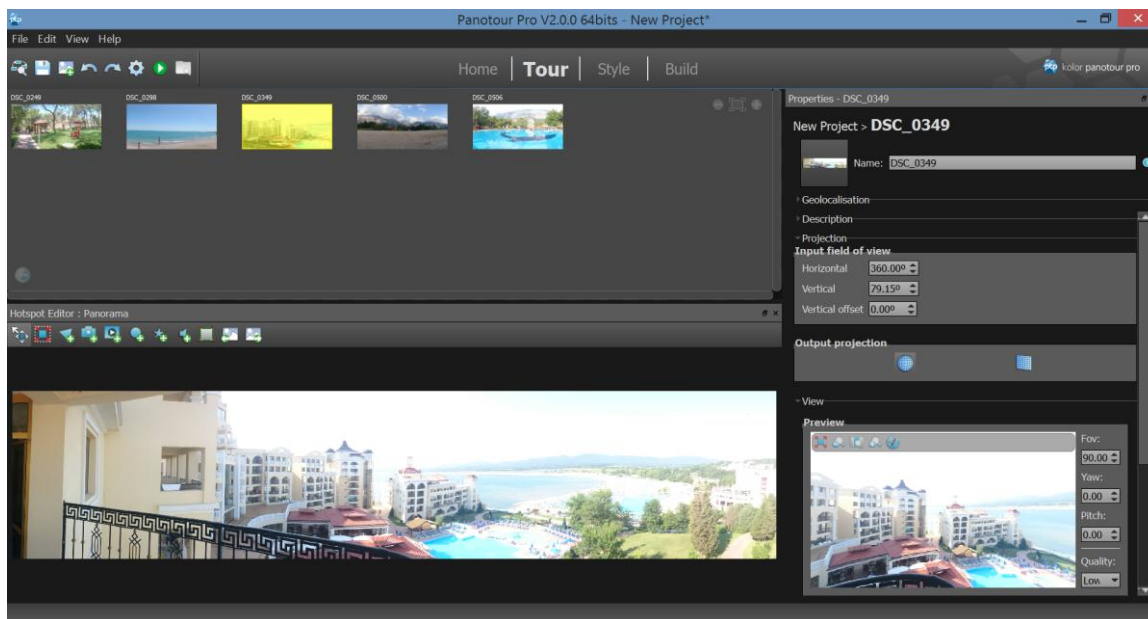 Panotour Pro V2.0.0 64bits - New Project*
File Edit View Help
Home Tour Style Build
kolor panotour pro
DSC_0249 DSC_0298 DSC_0349 DSC_0500 DSC_0506
Properties - DSC_0349
New Project > DSC_0349
Name: DSC_0349
Geolocalisation
Description
Projection
Input field of view
Horizontal 360.00º
Vertical 79.15º
Vertical offset 0.00º
Output projection
View
Preview
Fov:
90.00
Yaw:
0.00
Pitch:
0.00
Quality:
Low
Hotspot Editor : Panorama